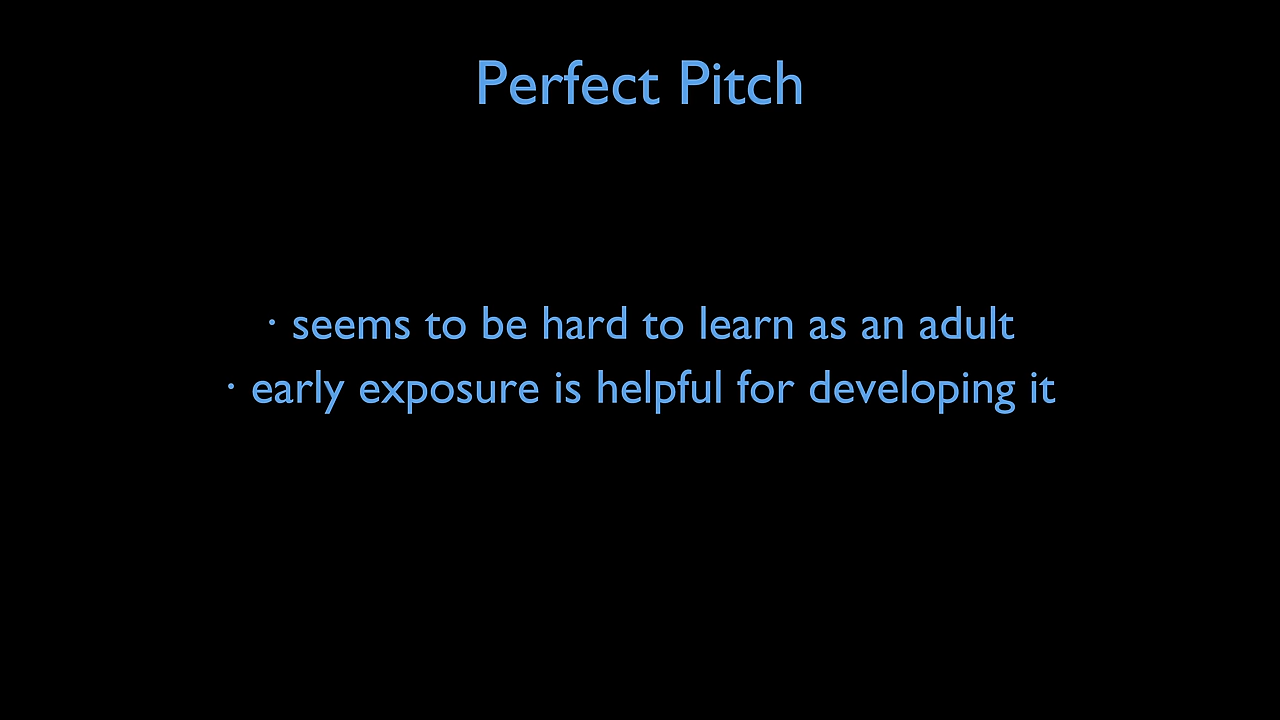 Perfect Pitch
· seems to be hard to learn as an adult
· early exposure is helpful for developing it